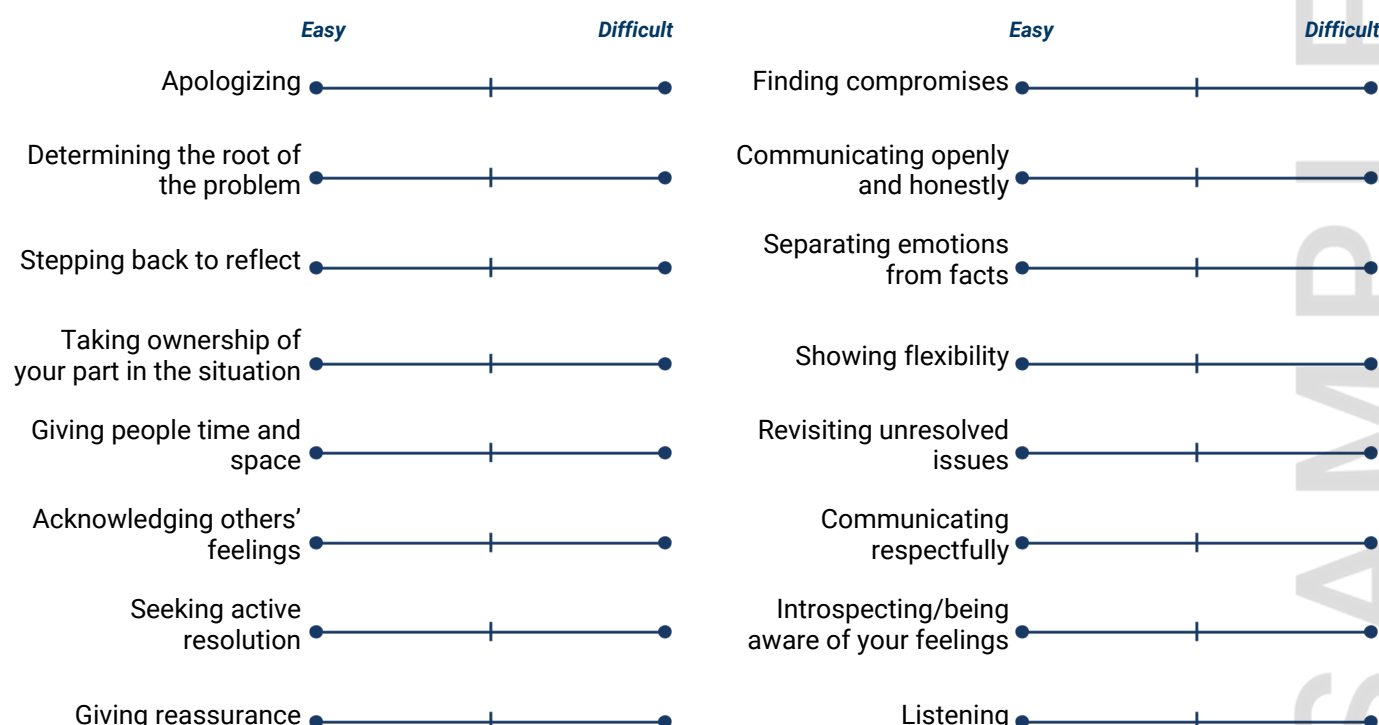 Easy Difficult
Apologizing
Determining the root of
the problem
Stepping back to reflect
Taking ownership of
your part in the situation
Giving people time and
space
Acknowledging others’
feelings
Seeking active
resolution
Giving reassurance
Easy Difficult
Finding compromises
Communicating openly
and honestly
Separating emotions
from facts
Showing flexibility
Revisiting unresolved
issues
Communicating
respectfully
Introspecting/being
aware of your feelings
Listening
SAMPLE